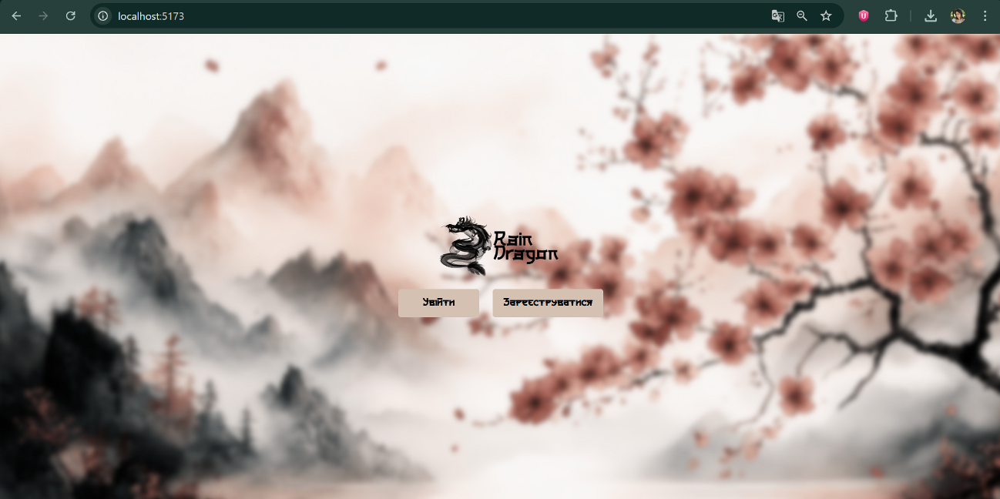 localhost:5173
Rain
Dragon
Увійти
Зареєструватися